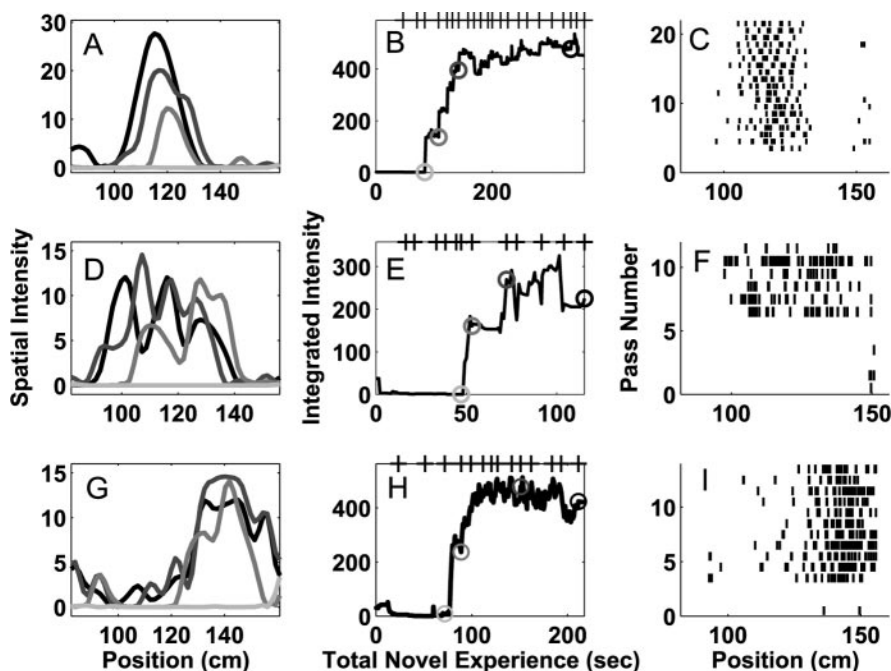 A
30
20
10
0
100 120 140
B
400
200
0
0 200
C
20
15
10
5
0
100 150
D
15
10
5
0
100 120 140
E
300
200
100
0
0 50 100
F
10
5
0
100 150
G
15
10
5
0
100 120 140
H
400
200
0
0 100 200
10
5
0
100 150
Spatial Intensity
Integrated Intensity
Pass Number
Position (cm)
Total Novel Experience (sec)
Position (cm)